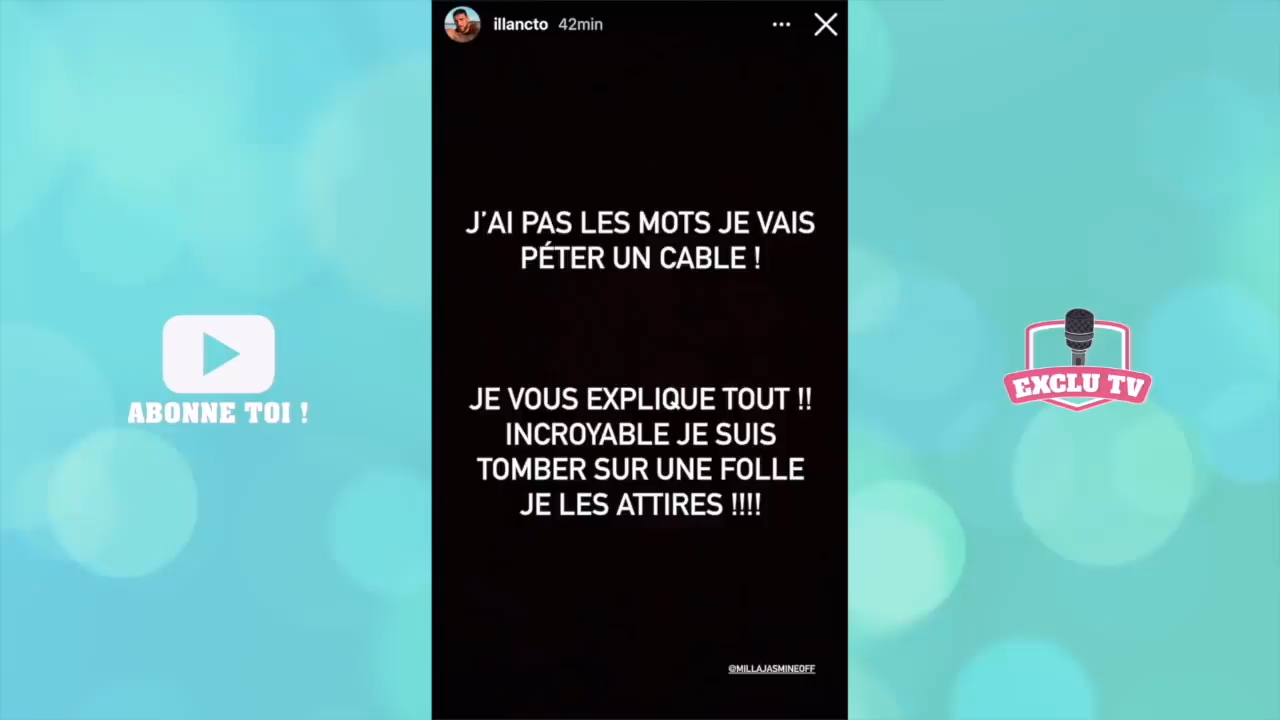 illancto 42min
J'AI PAS LES MOTS JE VAIS
PÉTER UN CABLE !
JE VOUS EXPLIQUE TOUT !!
INCROYABLE JE SUIS
TOMBER SUR UNE FOLLE
JE LES ATTIRES !!!!
ABONNE TOI !
EXCLU TV
@MILLAJASMINEOFF